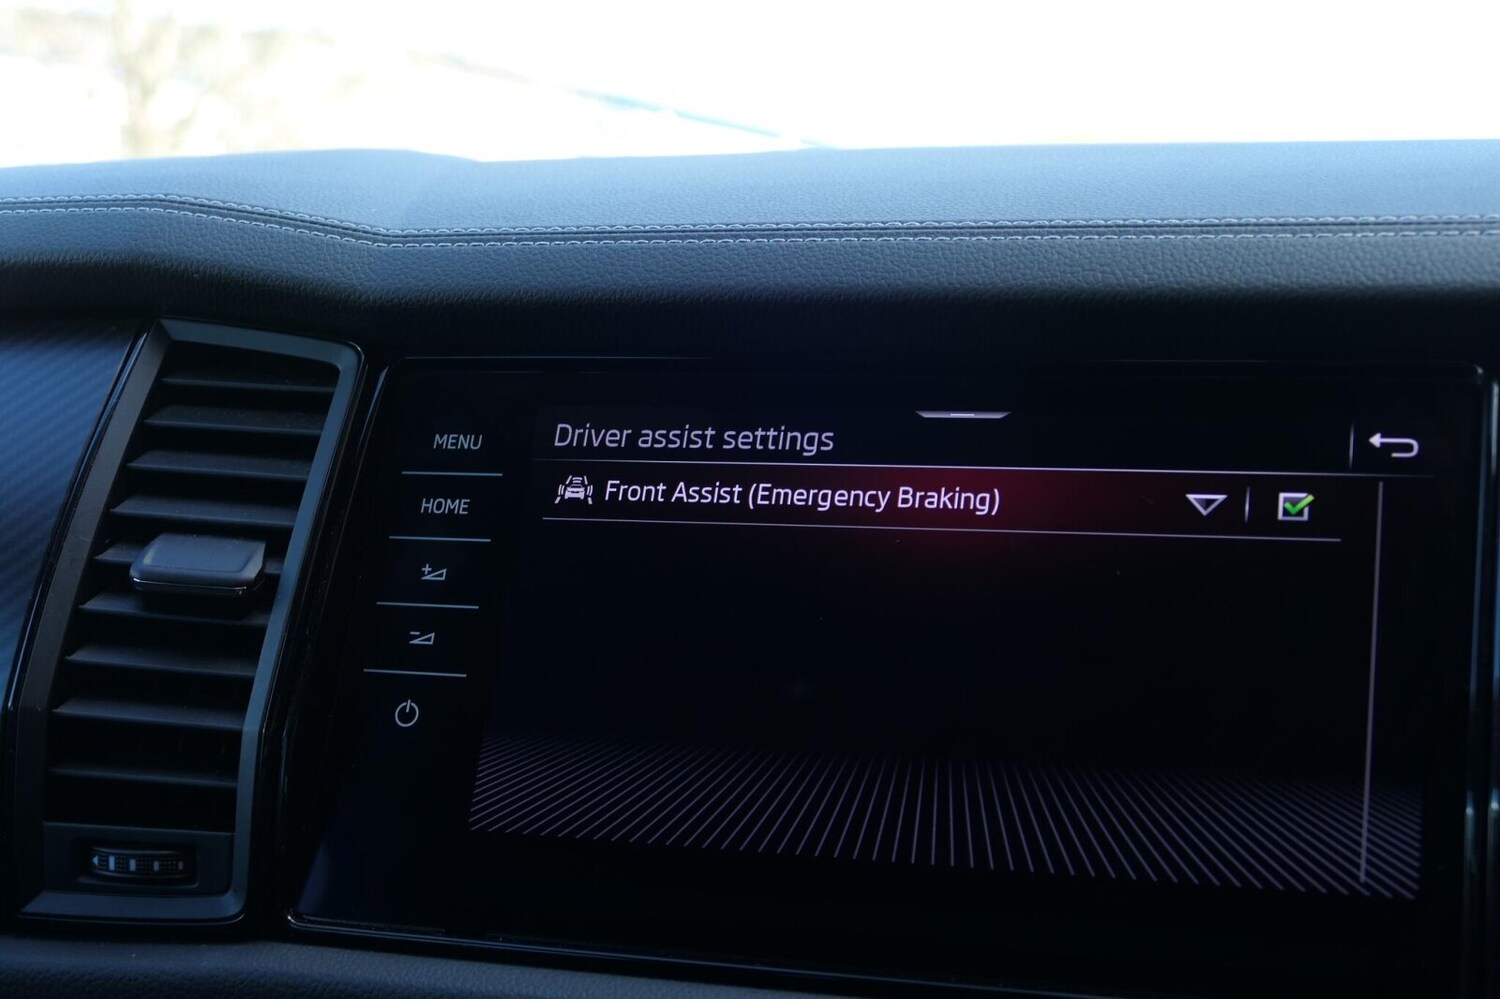 MENU
HOME
Driver assist settings
Front Assist (Emergency Braking)